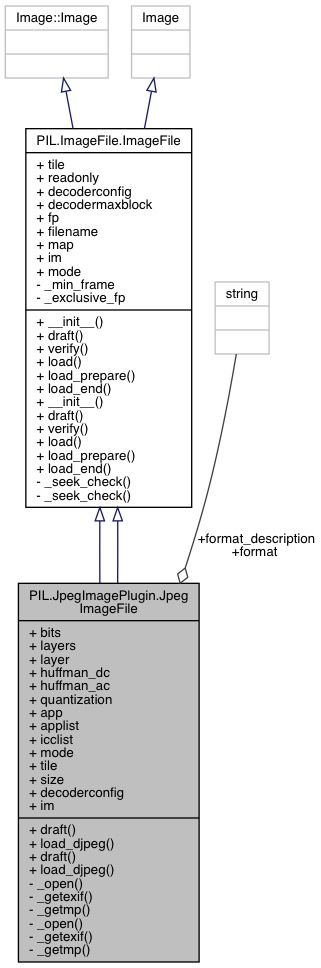 Image::Image
Image
PIL.ImageFile.ImageFile
+ tile
+ readonly
+ decoderconfig
+ decodermaxblock
+ fp
+ filename
+ map
+ im
+ mode
- _min_frame
- _exclusive_fp
+ __init__()
+ draft()
+ verify()
+ load()
+ load_prepare()
+ load_end()
+ __init__()
+ draft()
+ verify()
+ load()
+ load_prepare()
+ load_end()
- _seek_check()
- _seek_check()
string
+format_description
+format
PIL.JpegImagePlugin.Jpeg
ImageFile
+ bits
+ layers
+ layer
+ huffman_dc
+ huffman_ac
+ quantization
+ app
+ applist
+ icclist
+ mode
+ tile
+ size
+ decoderconfig
+ im
+ draft()
+ load_djpeg()
+ draft()
+ load_djpeg()
- _open()
- _getexif()
- _getmp()
- _open()
- _getexif()
- _getmp()